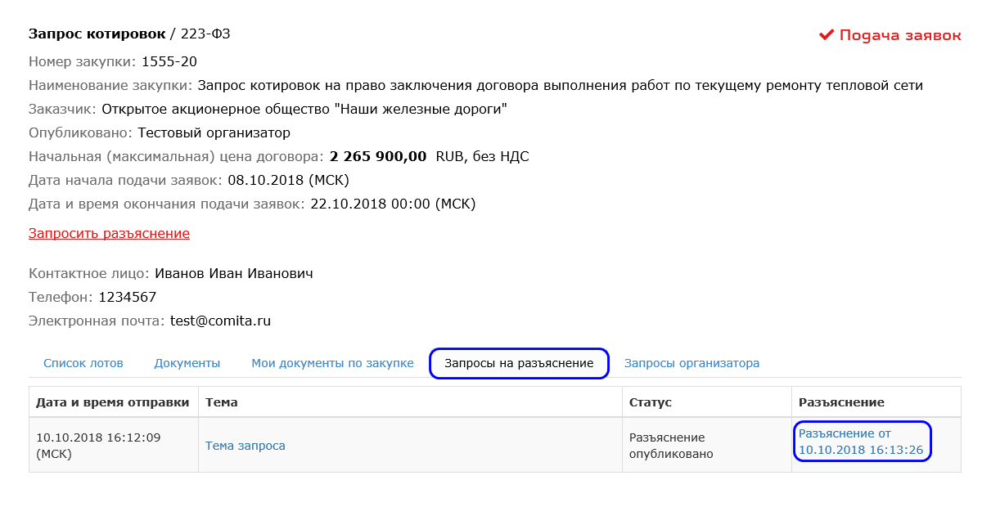 Запрос котировок / 223-ФЗ
Подача заявок
Номер закупки: 1555-20
Наименование закупки: Запрос котировок на право заключения договора выполнения работ по текущему ремонту тепловой сети
Заказчик: Открытое акционерное общество "Наши железные дороги"
Опубликовано: Тестовый организатор
Начальная (максимальная) цена договора: 2 265 900,00 RUB, без НДС
Дата начала подачи заявок: 08.10.2018 (МСК)
Дата и время окончания подачи заявок: 22.10.2018 00:00 (МСК)
Запросить разъяснение
Контактное лицо: Иванов Иван Иванович
Телефон: 1234567
Электронная почта: test@comita.ru
Список лотов Документы Мои документы по закупке Запросы на разъяснение Запросы организатора
Дата и время отправки Тема Статус Разъяснение
10.10.2018 16:12:09
(МСК)
Тема запроса
Разъяснение
опубликовано
Разъяснение от
10.10.2018 16:13:26